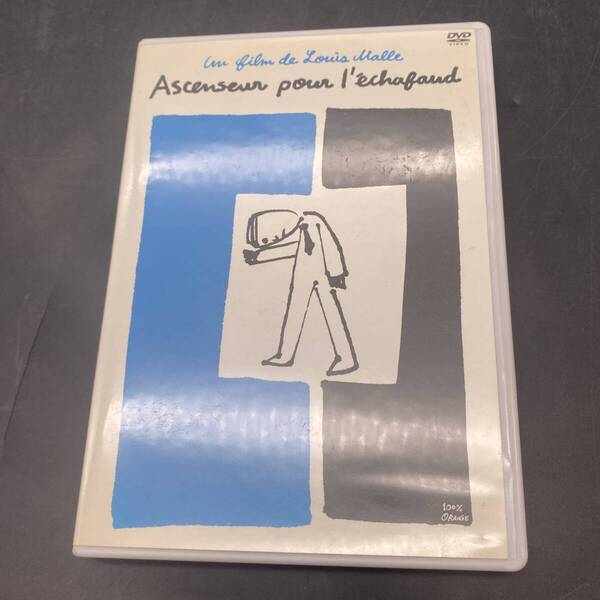 DVD
VIDEO
un film de Louis Malle
Ascenseur pour l'échafaud
100%
ORANGE